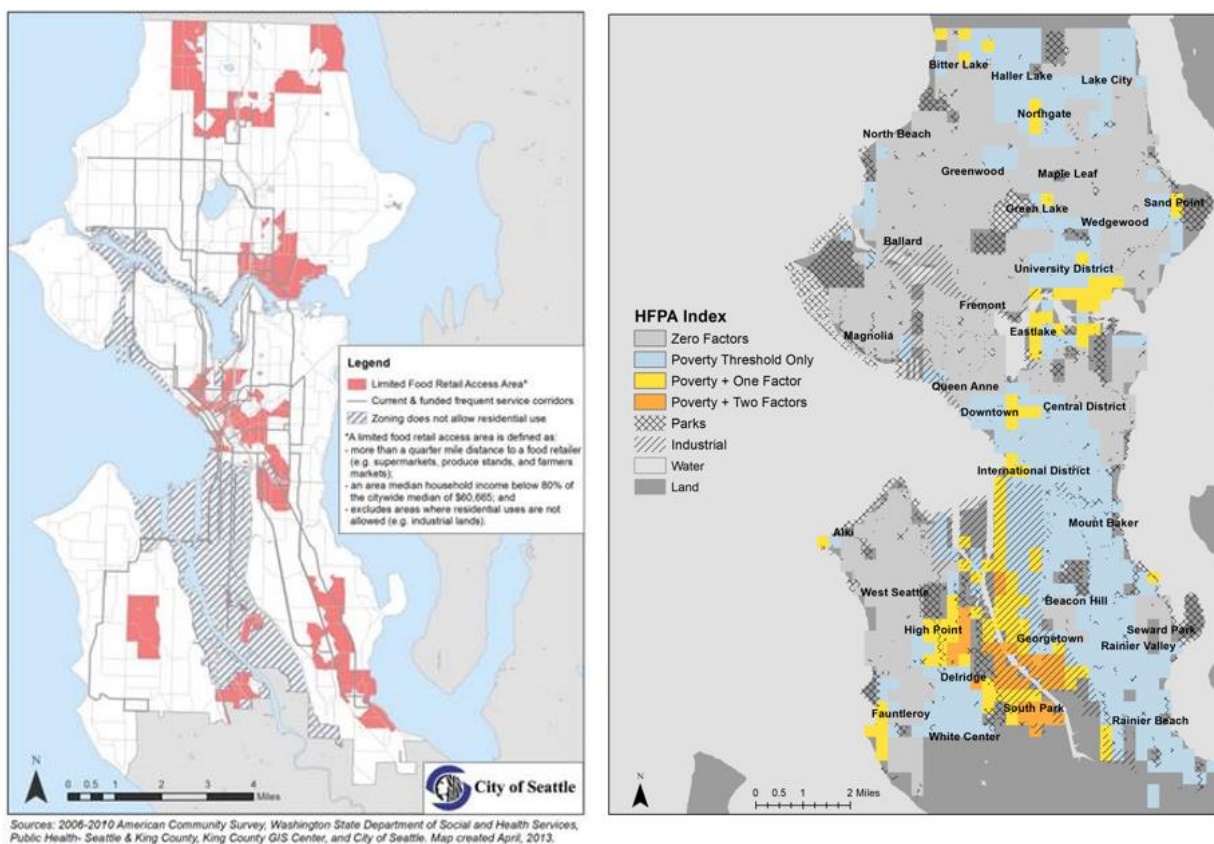 Legend
Limited Food Retail Access Area*
Current & funded frequent service corridors
Zoning does not allow residential use
*A limited food retail access area is defined as:
- more than a quarter mile distance to a food retailer
(e.g. supermarkets, produce stands, and farmers
markets);
- an area median household income below 80% of
the citywide median of $60,665; and
- excludes areas where residential uses are not
allowed (e.g. industrial lands).
N
0 0.5 1 2 3 4
Miles
City of Seattle
Sources: 2006-2010 American Community Survey, Washington State Department of Social and Health Services,
Public Health- Seattle & King County, King County GIS Center, and City of Seattle. Map created April, 2013.
Bitter Lake
Haller Lake
Lake City
Northgate
North Beach
Greenwood
Maple Leaf
Green Lake
Sand Point
Wedgewood
Ballard
University District
Fremont
Magnolia
Eastlake
Queen Anne
Downtown
Central District
International District
Mount Baker
Alki
West Seattle
Beacon Hill
High Point
Georgetown
Seward Park
Rainier Valley
Delridge
Fauntleroy
South Park
Rainier Beach
White Center
HFPA Index
Zero Factors
Poverty Threshold Only
Poverty + One Factor
Poverty + Two Factors
Parks
Industrial
Water
Land
N
0 0.5 1 2 Miles